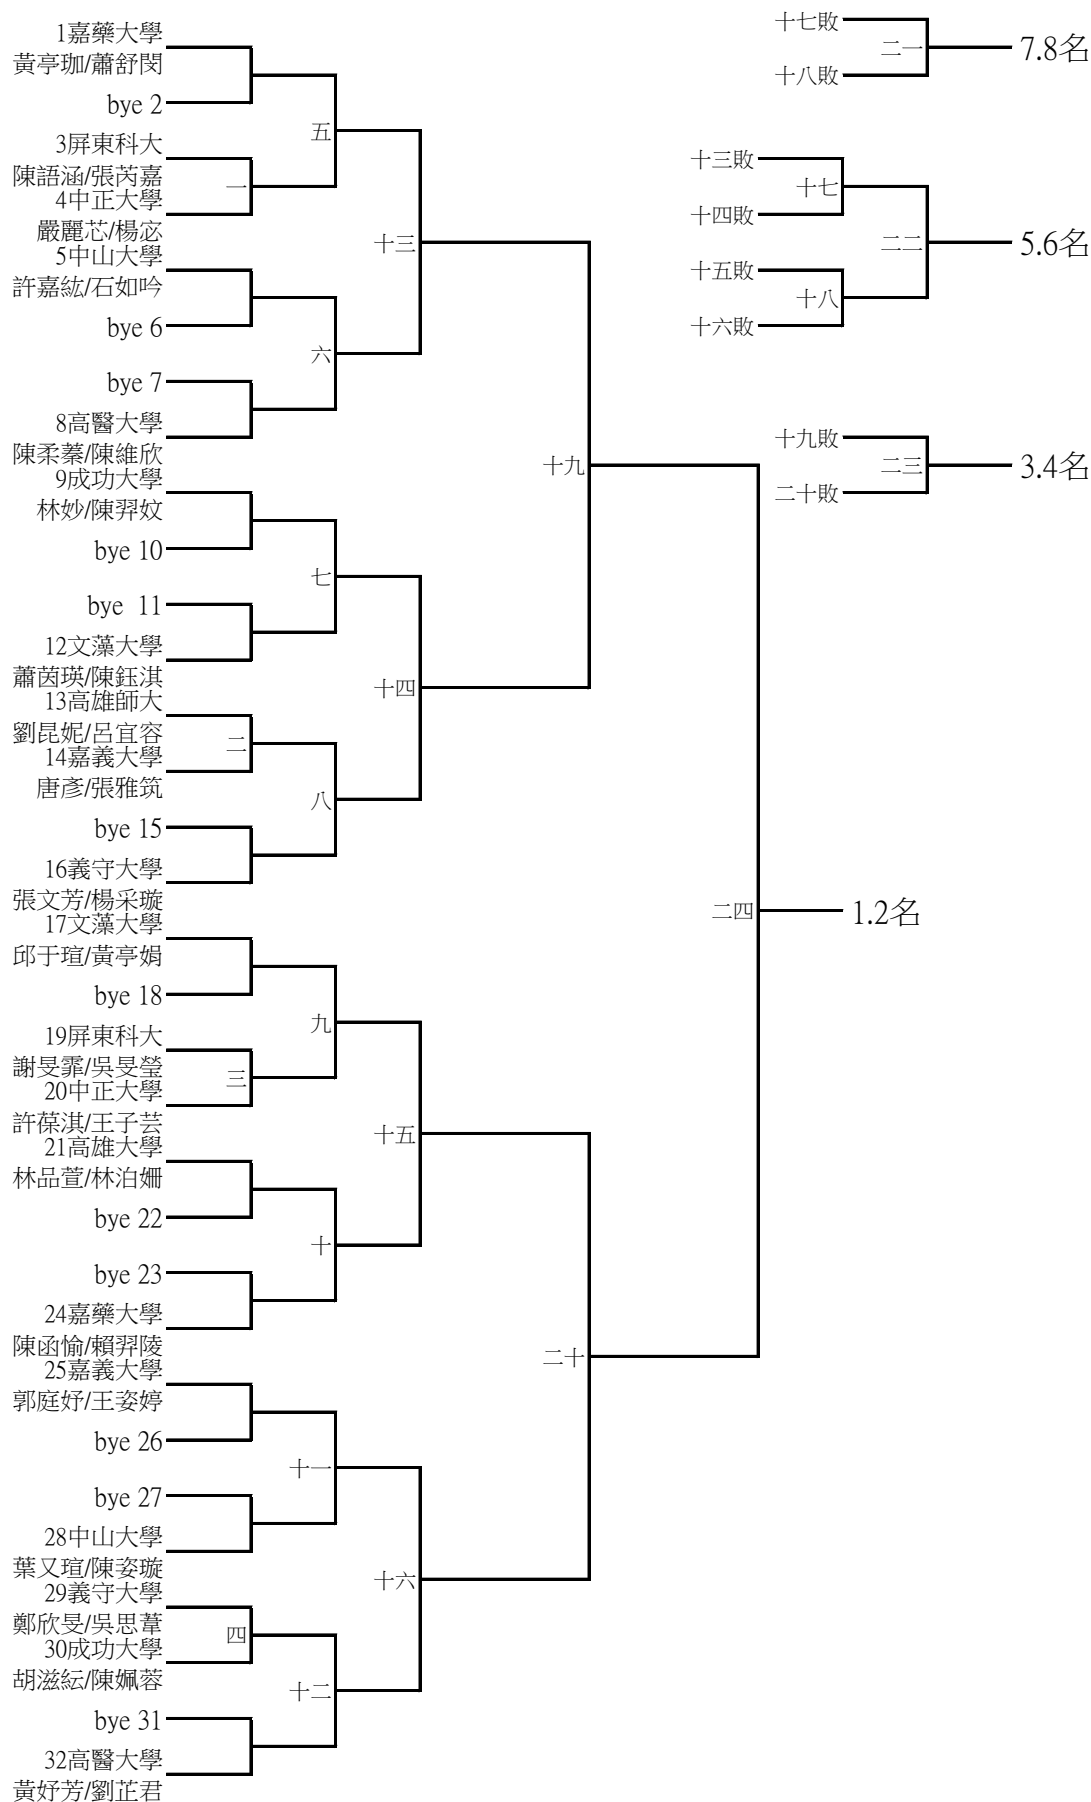 1嘉藥大學
黃亭珈/蕭舒閔
bye 2
3屏東科大
陳語涵/張芮嘉
4中正大學
嚴麗芯/楊宓
5中山大學
許嘉紘/石如吟
bye 6
bye 7
8高醫大學
陳柔蓁/陳維欣
9成功大學
林妙/陳羿妏
bye 10
bye 11
12文藻大學
蕭茵瑛/陳鈺淇
13高雄師大
劉昆妮/呂宜容
14嘉義大學
唐彥/張雅筑
bye 15
16義守大學
張文芳/楊采璇
17文藻大學
邱于瑄/黃亭娟
bye 18
19屏東科大
謝旻霏/吳旻瑩
20中正大學
許葆淇/王子芸
21高雄大學
林品萱/林泊姍
bye 22
bye 23
24嘉藥大學
陳函愉/賴羿陵
25嘉義大學
郭庭妤/王姿婷
bye 26
bye 27
28中山大學
葉又瑄/陳姿璇
29義守大學
鄭欣旻/吳思葦
30成功大學
胡滋紜/陳姵蓉
bye 31
32高醫大學
黃妤芳/劉芷君
一
二
三
四
五
六
七
八
九
十
十一
十二
十三
十四
十五
十六
十九
二十
二四
1.2名
十七敗
二一
十八敗
7.8名
十三敗
十七
十四敗
二二
5.6名
十五敗
十八
十六敗
十九敗
二三
二十敗
3.4名